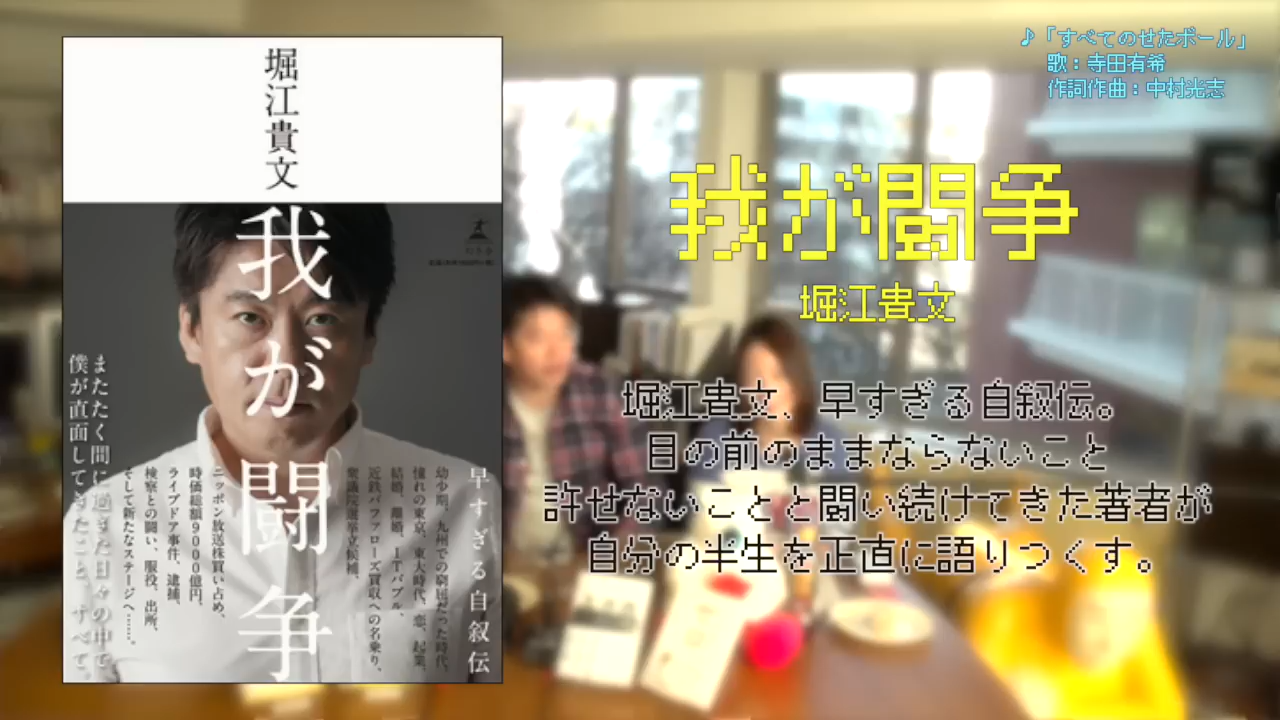 ♪「すべてのせたボール」
歌：寺田有希
作詞作曲：中村光志
堀江貴文
我が闘争
早すぎる自叙伝
幼少期、九州での窮屈だった時代、
憧れの東京、東大時代、恋、起業、
結婚、離婚、ITバブル、
近鉄バファローズ買収への名乗り、
衆議院選挙立候補、
ニッポン放送株買い占め、
時価総額9000億円、
ライブドア事件、逮捕、
検察との闘い、服役、出所、
そして新たなステージへ……。
またたく間に過ぎた日々の中で、
僕が直面してきたこと、すべて。
我が闘争
堀江貴文
堀江貴文、早すぎる自叙伝。
目の前のままならないこと
許せないことと闘い続けてきた著者が
自分の半生を正直に語りつくす。